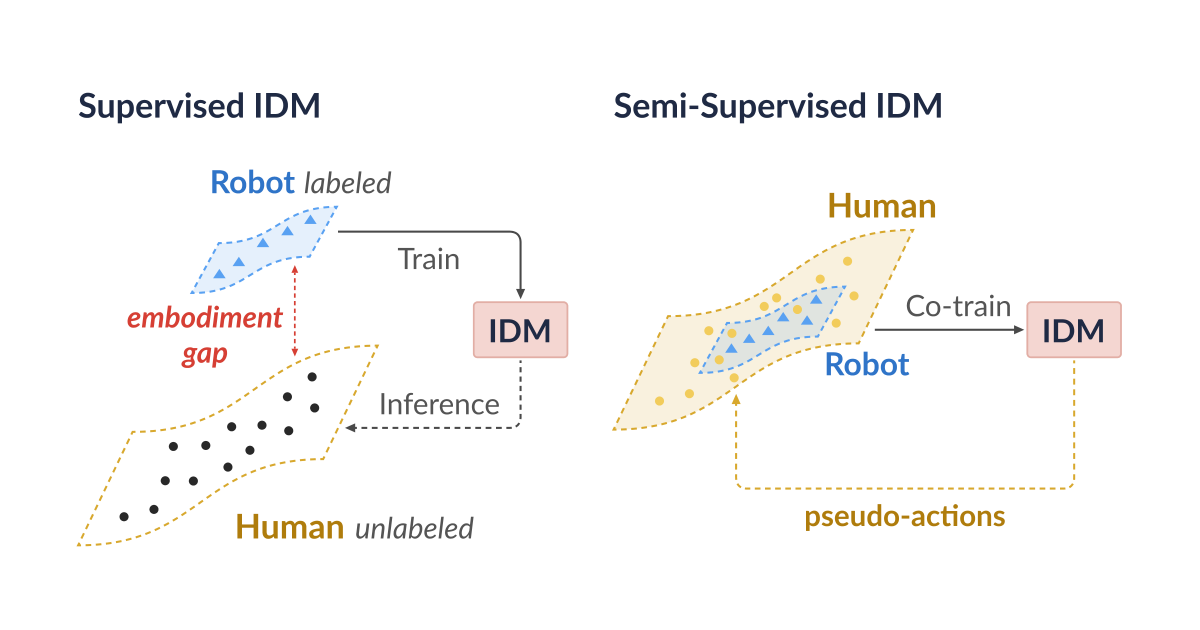 Supervised IDM
Robot labeled
Train
embodiment
gap
IDM
Inference
Human unlabeled
Semi-Supervised IDM
Human
Co-train
IDM
Robot
pseudo-actions